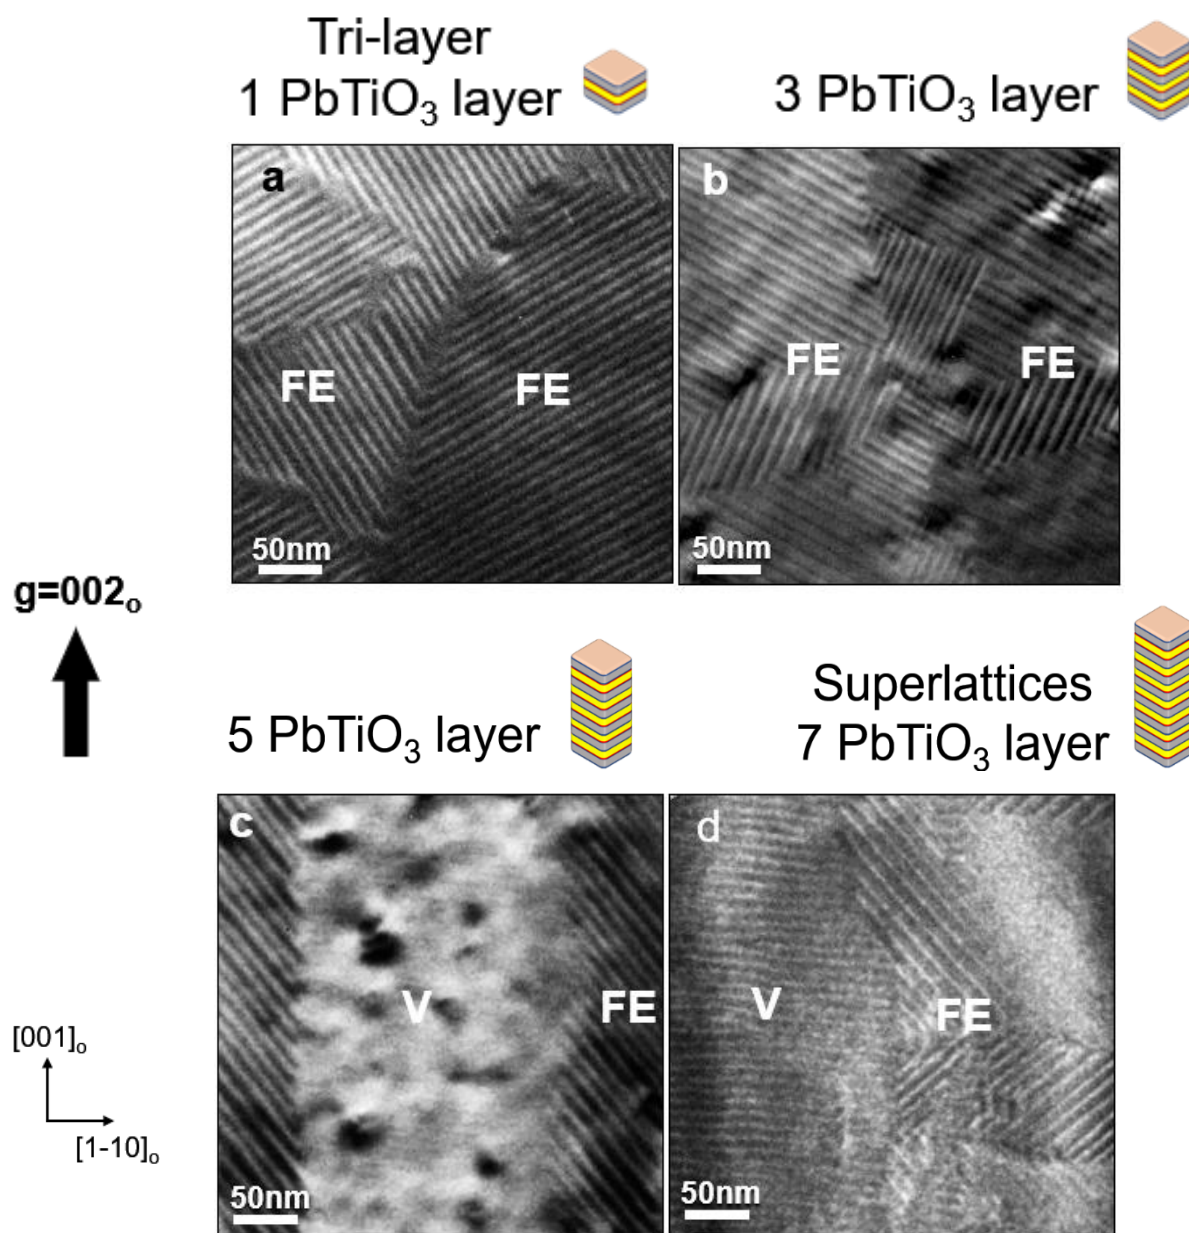 Tri-layer
1 PbTiO₃ layer
3 PbTiO₃ layer
a
FE
FE
50nm
b
FE
FE
50nm
g=002ₒ
5 PbTiO₃ layer
Superlattices
7 PbTiO₃ layer
c
V
FE
50nm
d
V
FE
50nm
[001]ₒ
[1-10]ₒ